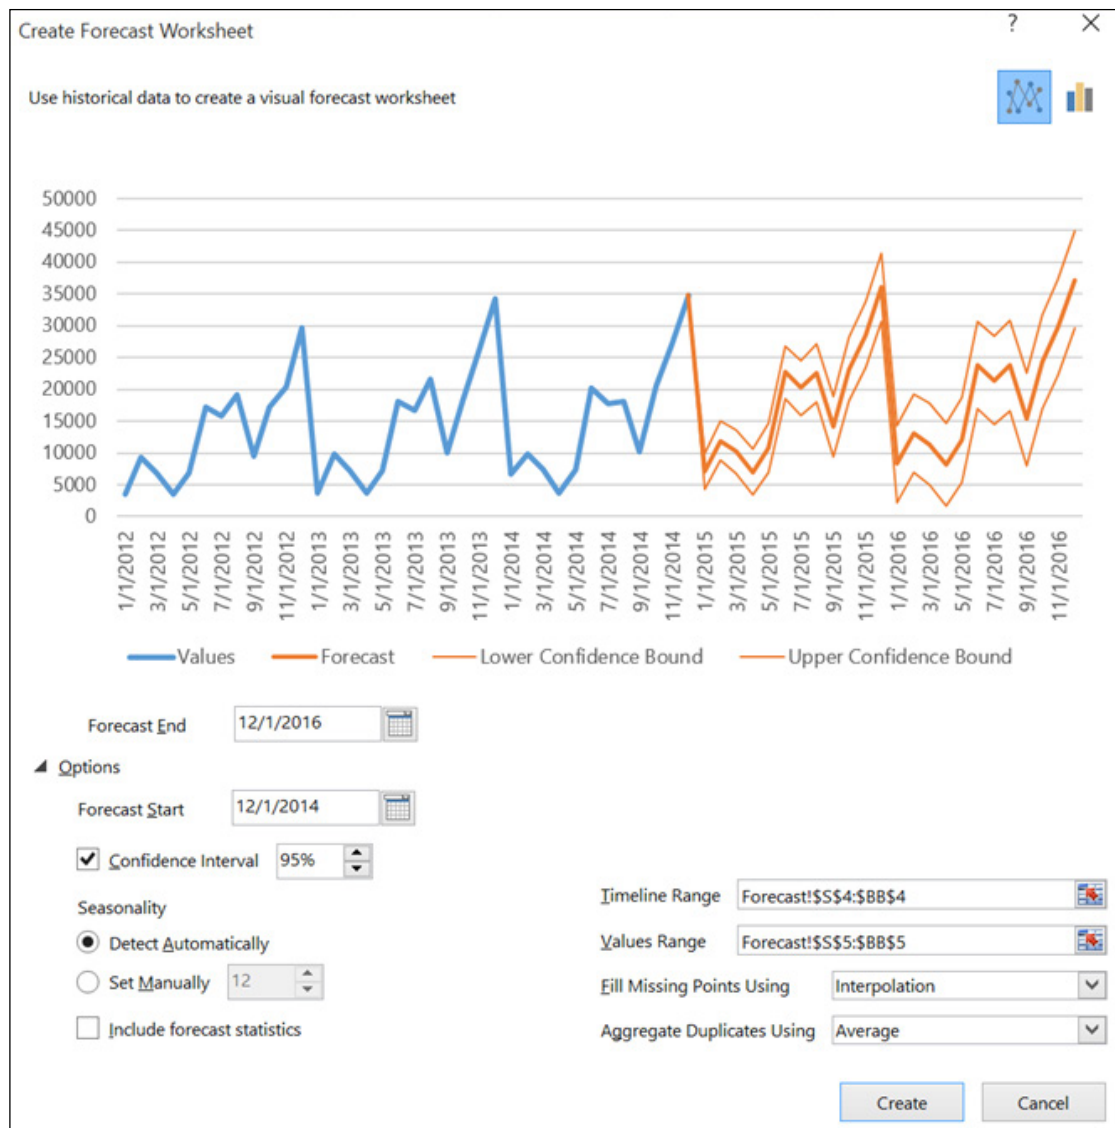 Create Forecast Worksheet
?
Use historical data to create a visual forecast worksheet
50000
45000
40000
35000
30000
25000
20000
15000
10000
5000
0
1/1/2012
3/1/2012
5/1/2012
7/1/2012
9/1/2012
11/1/2012
1/1/2013
3/1/2013
5/1/2013
7/1/2013
9/1/2013
11/1/2013
1/1/2014
3/1/2014
5/1/2014
7/1/2014
9/1/2014
11/1/2014
1/1/2015
3/1/2015
5/1/2015
7/1/2015
9/1/2015
11/1/2015
1/1/2016
3/1/2016
5/1/2016
7/1/2016
9/1/2016
11/1/2016
Values Forecast Lower Confidence Bound Upper Confidence Bound
Forecast End 12/1/2016
Options
Forecast Start 12/1/2014
Confidence Interval 95%
Seasonality
Detect Automatically
Set Manually 12
Include forecast statistics
Timeline Range Forecast!$S$4:$BB$4
Values Range Forecast!$S$5:$BB$5
Fill Missing Points Using Interpolation
Aggregate Duplicates Using Average
Create Cancel